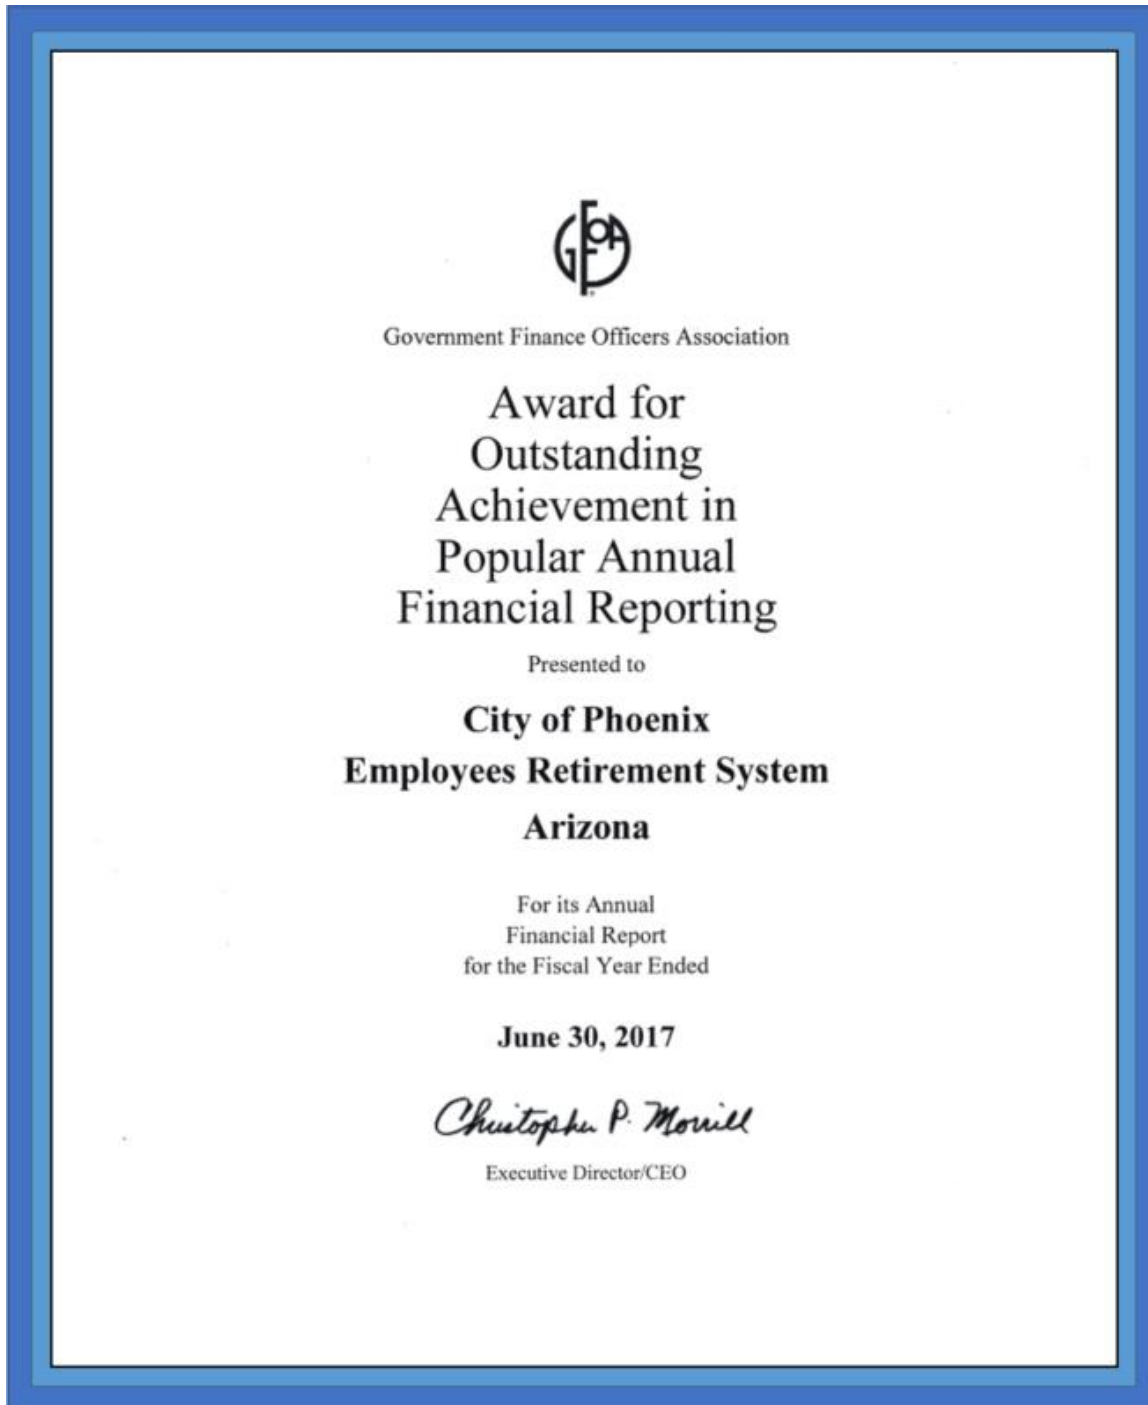 GFOA
Government Finance Officers Association
Award for
Outstanding
Achievement in
Popular Annual
Financial Reporting
Presented to
City of Phoenix
Employees Retirement System
Arizona
For its Annual
Financial Report
for the Fiscal Year Ended
June 30, 2017
Christopher P. Morrill
Executive Director/CEO